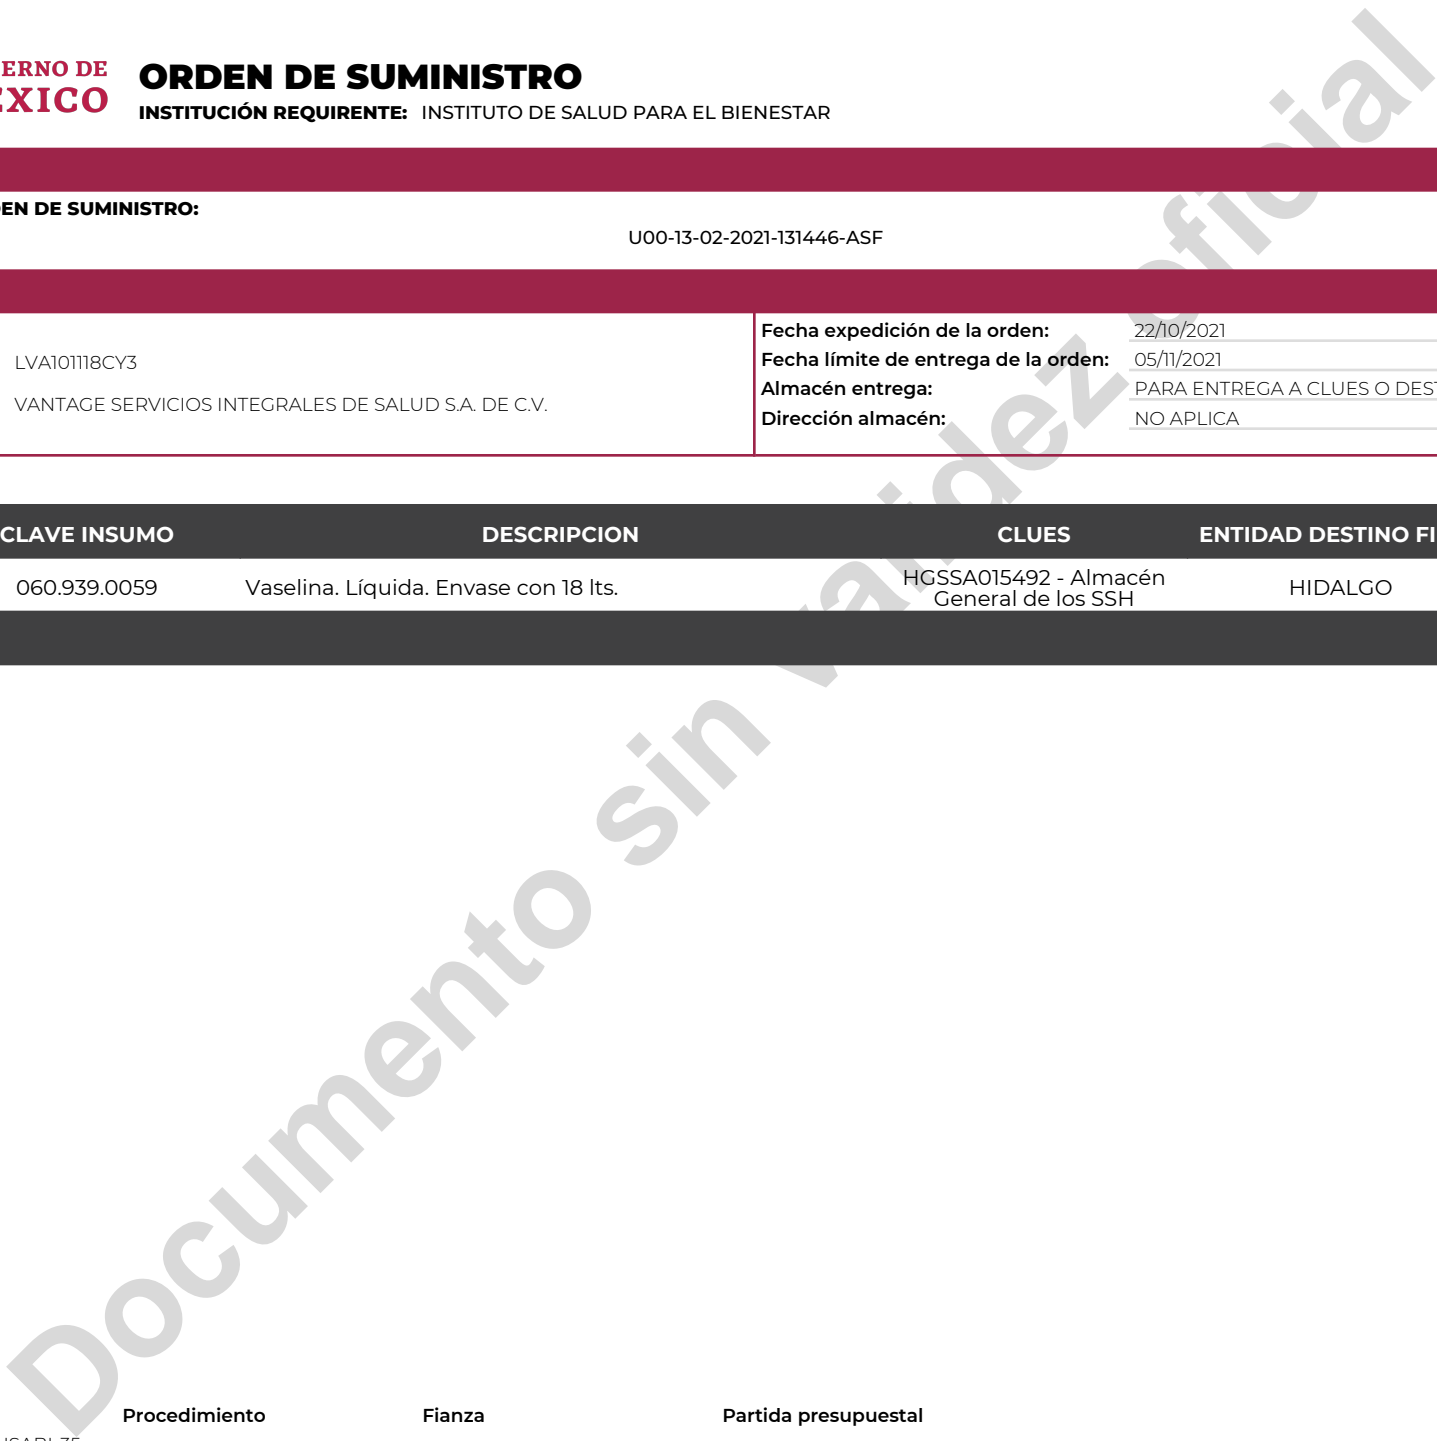 ERNO DE
EXICO
ORDEN DE SUMINISTRO
INSTITUCIÓN REQUIRENTE: INSTITUTO DE SALUD PARA EL BIENESTAR
EN DE SUMINISTRO:
U00-13-02-2021-131446-ASF
LVA101118CY3
VANTAGE SERVICIOS INTEGRALES DE SALUD S.A. DE C.V.
Fecha expedición de la orden: 22/10/2021
Fecha límite de entrega de la orden: 05/11/2021
Almacén entrega: PARA ENTREGA A CLUES O DEST
Dirección almacén: NO APLICA
CLAVE INSUMO DESCRIPCION CLUES ENTIDAD DESTINO FI
060.939.0059 Vaselina. Líquida. Envase con 18 lts. HGSSA015492 - Almacén General de los SSH HIDALGO
Documento sin validez oficial
Procedimiento Fianza Partida presupuestal